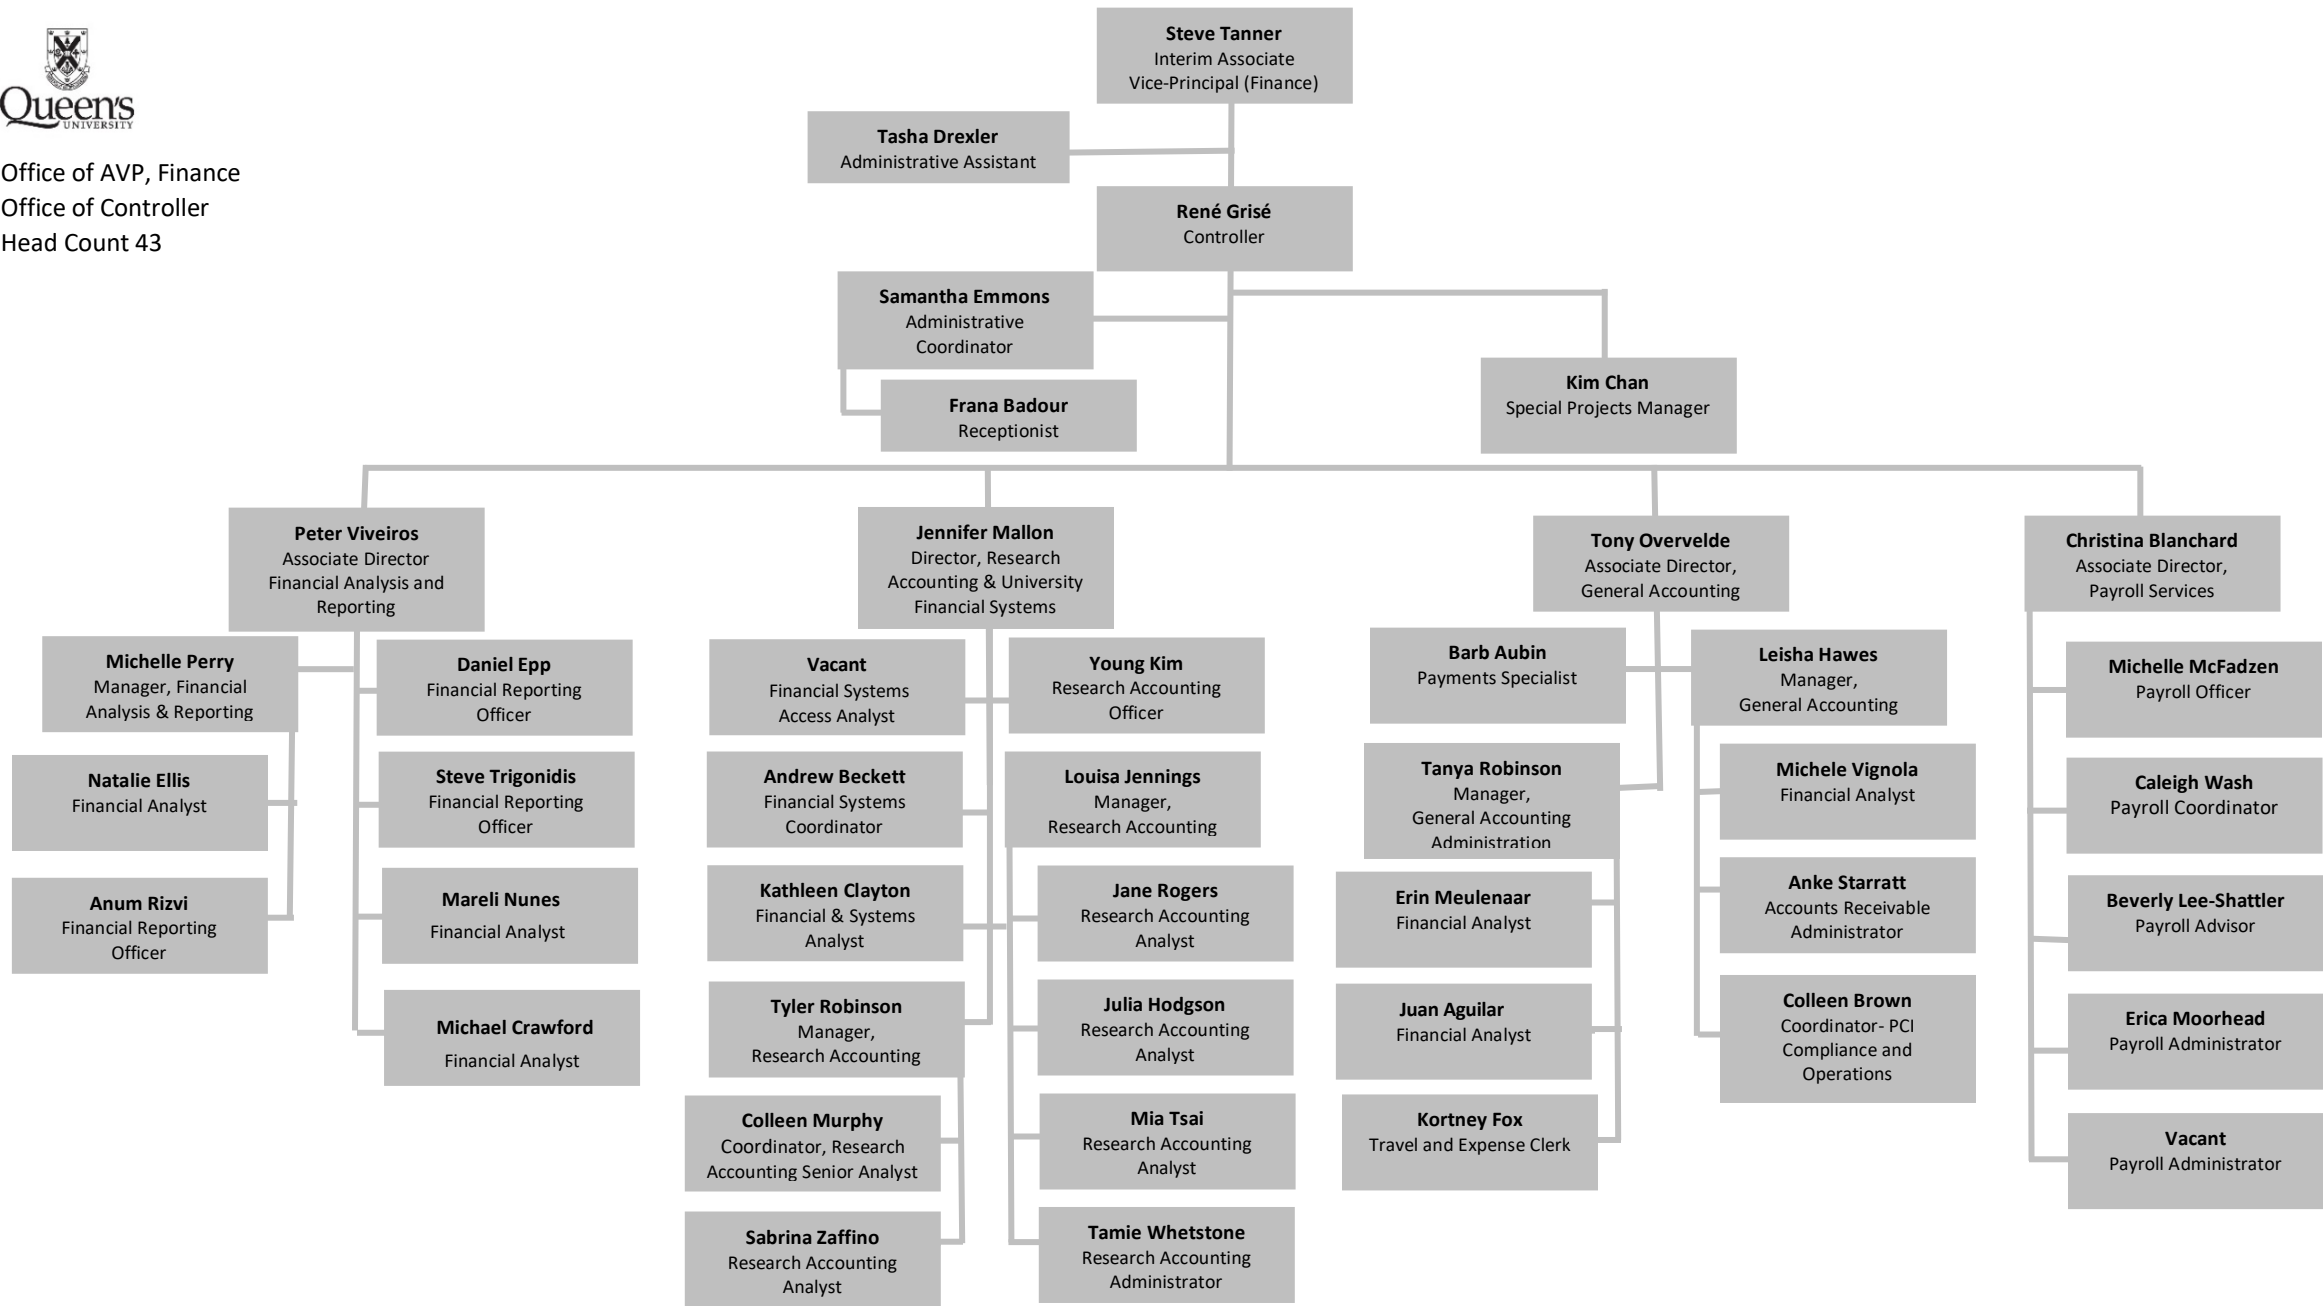 Queen's
UNIVERSITY
Office of AVP, Finance
Office of Controller
Head Count 43
Steve Tanner
Interim Associate
Vice-Principal (Finance)
Tasha Drexler
Administrative Assistant
René Grisé
Controller
Samantha Emmons
Administrative
Coordinator
Frana Badour
Receptionist
Kim Chan
Special Projects Manager
Peter Viveiros
Associate Director
Financial Analysis and
Reporting
Michelle Perry
Manager, Financial
Analysis & Reporting
Natalie Ellis
Financial Analyst
Anum Rizvi
Financial Reporting
Officer
Daniel Epp
Financial Reporting
Officer
Steve Trigonidis
Financial Reporting
Officer
Mareli Nunes
Financial Analyst
Michael Crawford
Financial Analyst
Jennifer Mallon
Director, Research
Accounting & University
Financial Systems
Vacant
Financial Systems
Access Analyst
Andrew Beckett
Financial Systems
Coordinator
Kathleen Clayton
Financial & Systems
Analyst
Tyler Robinson
Manager,
Research Accounting
Colleen Murphy
Coordinator, Research
Accounting Senior Analyst
Sabrina Zaffino
Research Accounting
Analyst
Young Kim
Research Accounting
Officer
Louisa Jennings
Manager,
Research Accounting
Jane Rogers
Research Accounting
Analyst
Julia Hodgson
Research Accounting
Analyst
Mia Tsai
Research Accounting
Analyst
Tamie Whetstone
Research Accounting
Administrator
Tony Overvelde
Associate Director,
General Accounting
Barb Aubin
Payments Specialist
Tanya Robinson
Manager,
General Accounting
Administration
Erin Meulenaar
Financial Analyst
Juan Aguilar
Financial Analyst
Kortney Fox
Travel and Expense Clerk
Leisha Hawes
Manager,
General Accounting
Michele Vignola
Financial Analyst
Anke Starratt
Accounts Receivable
Administrator
Colleen Brown
Coordinator- PCI
Compliance and
Operations
Christina Blanchard
Associate Director,
Payroll Services
Michelle McFadzen
Payroll Officer
Caleigh Wash
Payroll Coordinator
Beverly Lee-Shattler
Payroll Advisor
Erica Moorhead
Payroll Administrator
Vacant
Payroll Administrator